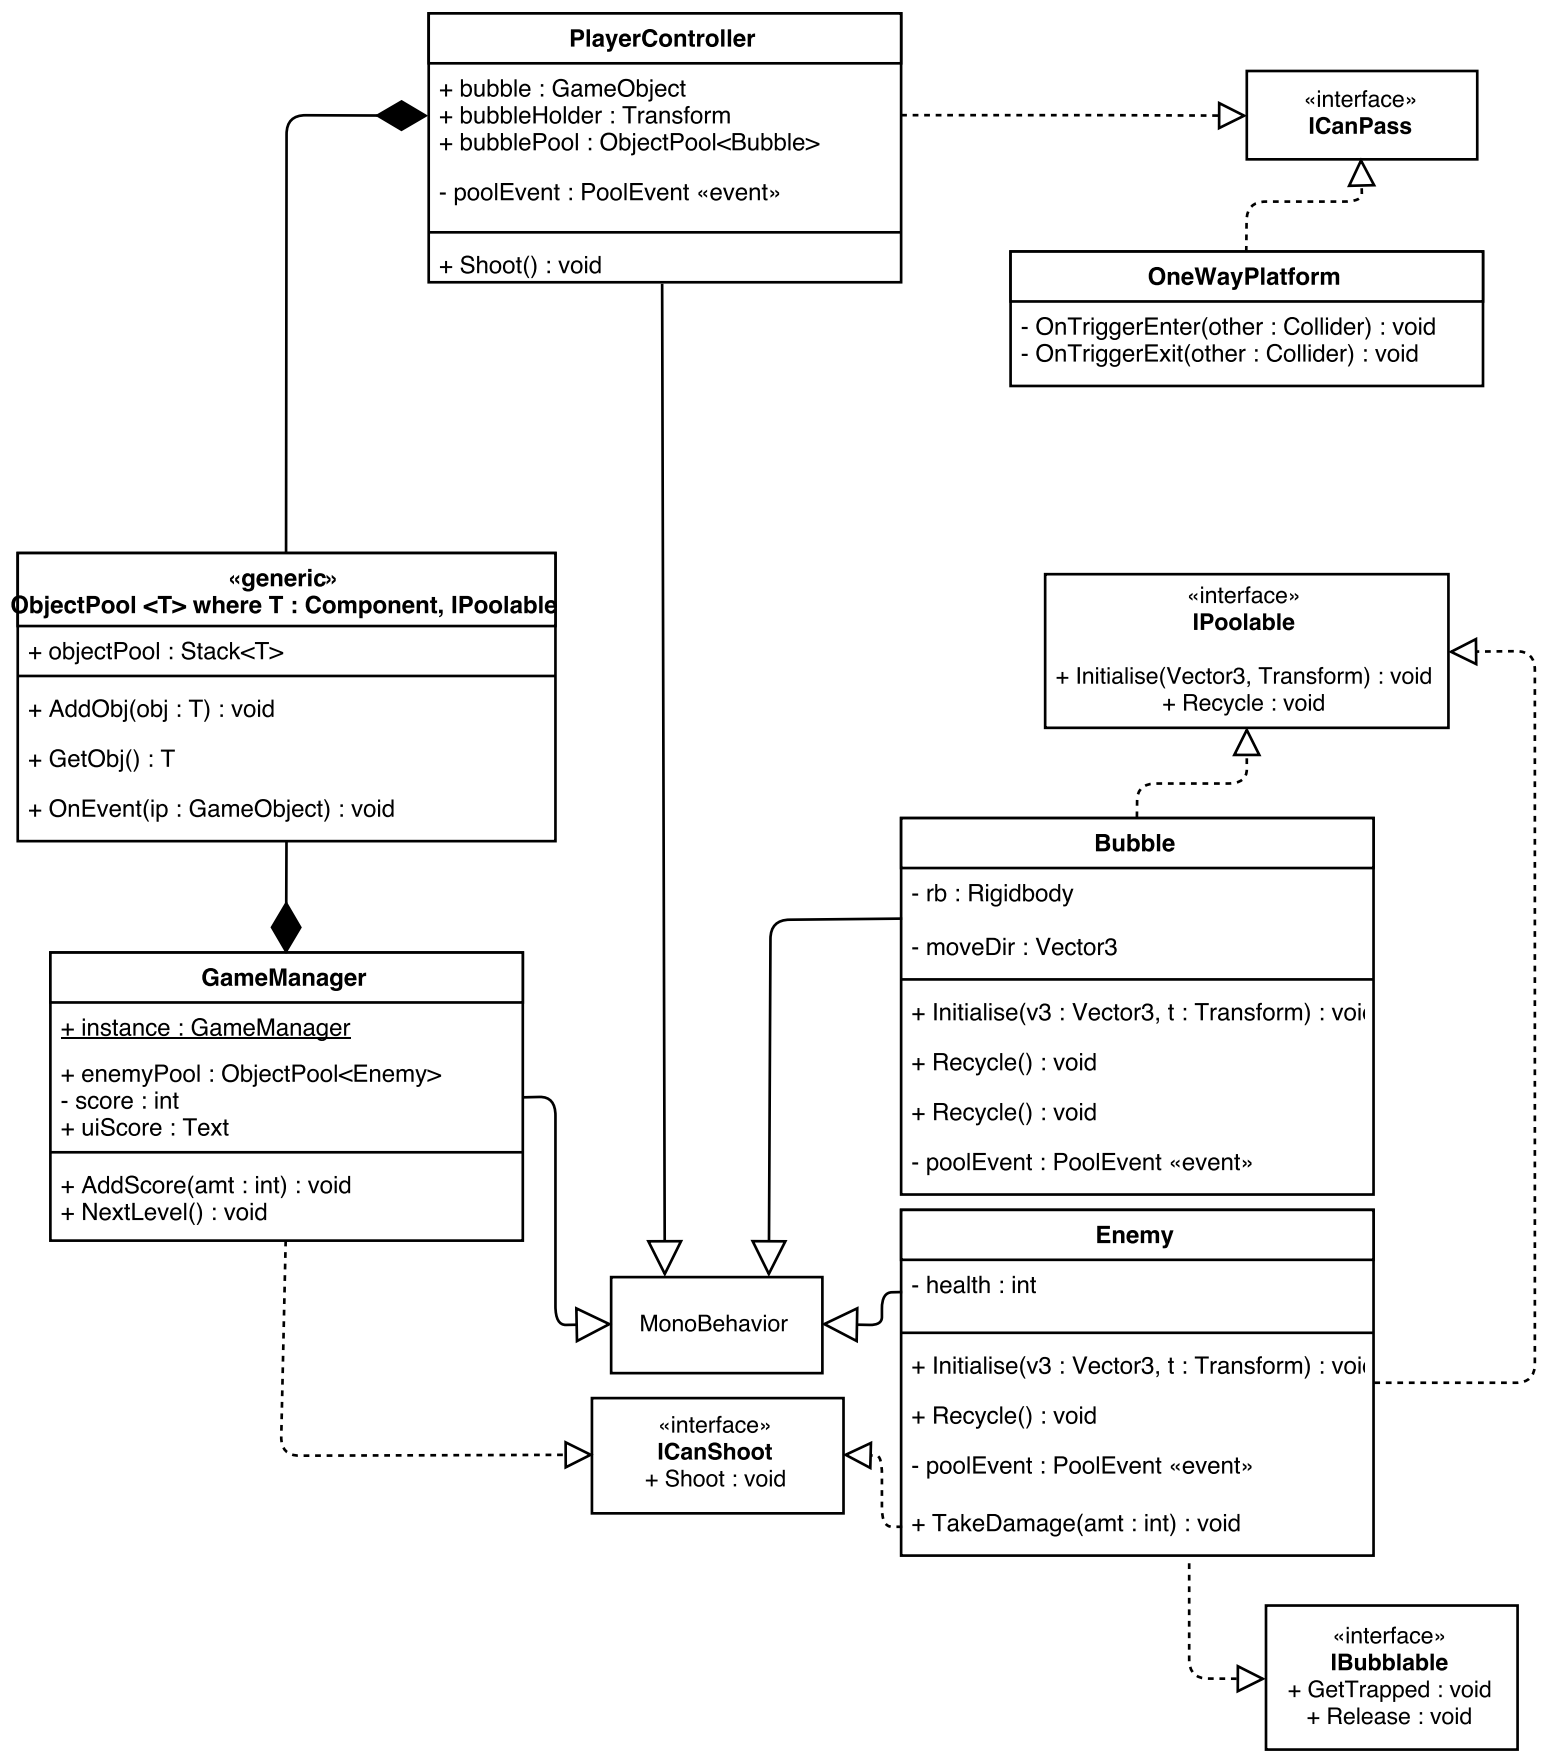 PlayerController
+ bubble : GameObject
+ bubbleHolder : Transform
+ bubblePool : ObjectPool<Bubble>
- poolEvent : PoolEvent «event»
+ Shoot() : void
«interface»
ICanPass
OneWayPlatform
- OnTriggerEnter(other : Collider) : void
- OnTriggerExit(other : Collider) : void
«generic»
ObjectPool <T> where T : Component, IPoolable
+ objectPool : Stack<T>
+ AddObj(obj : T) : void
+ GetObj() : T
+ OnEvent(ip : GameObject) : void
«interface»
IPoolable
+ Initialise(Vector3, Transform) : void
+ Recycle : void
Bubble
- rb : Rigidbody
- moveDir : Vector3
+ Initialise(v3 : Vector3, t : Transform) : voi
+ Recycle() : void
+ Recycle() : void
- poolEvent : PoolEvent «event»
GameManager
+ instance : GameManager
+ enemyPool : ObjectPool<Enemy>
- score : int
+ uiScore : Text
+ AddScore(amt : int) : void
+ NextLevel() : void
MonoBehavior
Enemy
- health : int
+ Initialise(v3 : Vector3, t : Transform) : voi
+ Recycle() : void
- poolEvent : PoolEvent «event»
+ TakeDamage(amt : int) : void
«interface»
ICanShoot
+ Shoot : void
«interface»
IBubblable
+ GetTrapped : void
+ Release : void